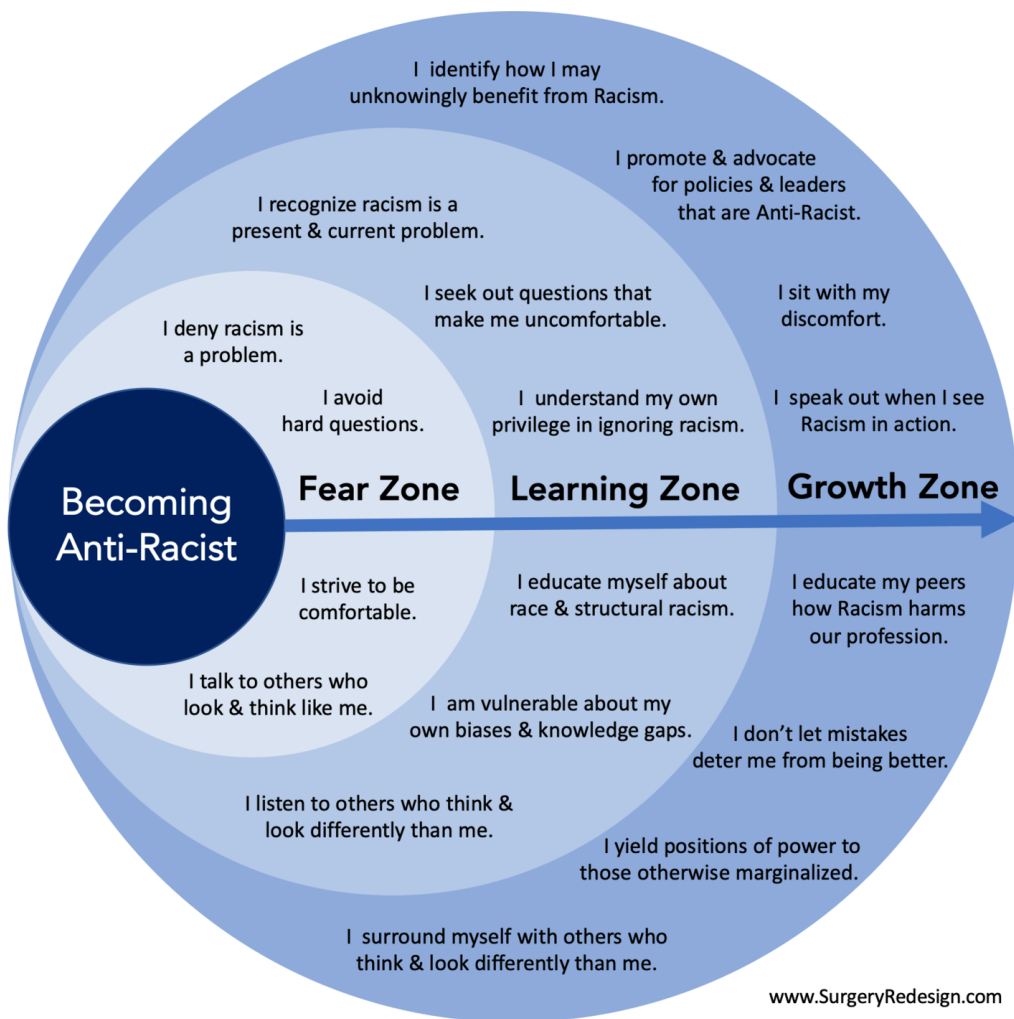 I identify how I may
unknowingly benefit from Racism.
I promote & advocate
for policies & leaders
that are Anti-Racist.
I recognize racism is a
present & current problem.
I seek out questions that
make me uncomfortable.
I sit with my
discomfort.
I deny racism is
a problem.
I avoid
hard questions.
I understand my own
privilege in ignoring racism.
I speak out when I see
Racism in action.
Becoming
Anti-Racist
Fear Zone
Learning Zone
Growth Zone
I strive to be
comfortable.
I educate myself about
race & structural racism.
I educate my peers
how Racism harms
our profession.
I talk to others who
look & think like me.
I am vulnerable about my
own biases & knowledge gaps.
I don’t let mistakes
deter me from being better.
I listen to others who think &
look differently than me.
I yield positions of power to
those otherwise marginalized.
I surround myself with others who
think & look differently than me.
www.SurgeryRedesign.com